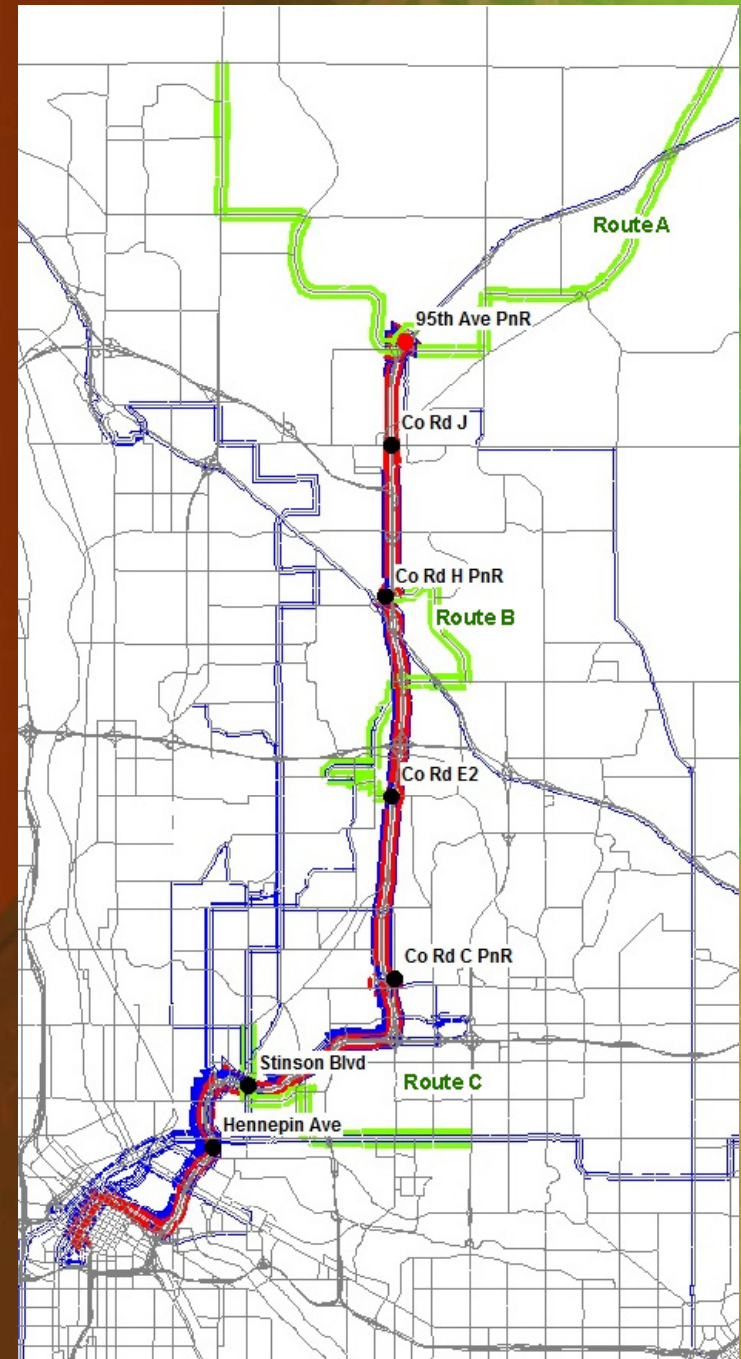 Route A
95th Ave PnR
Co Rd J
Co Rd H PnR
Route B
Co Rd E2
Co Rd C PnR
Stinson Blvd
Route C
Hennepin Ave